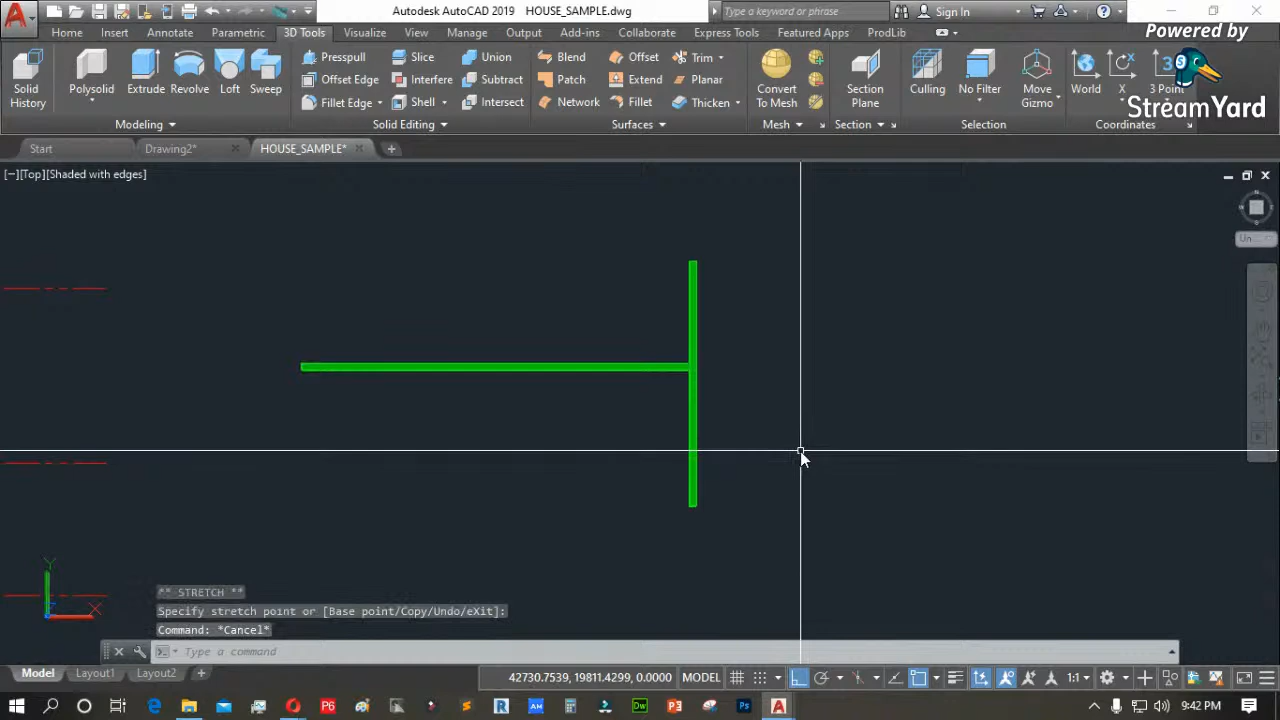 Autodesk AutoCAD 2019 HOUSE_SAMPLE.dwg
Type a keyword or phrase
Sign In
Powered by
StreamYard
Home Insert Annotate Parametric 3D Tools Visualize View Manage Output Add-ins Collaborate Express Tools Featured Apps ProdLib
Solid History
Polysolid
Extrude
Revolve
Loft
Sweep
Presspull
Offset Edge
Fillet Edge
Slice
Interfere
Shell
Union
Subtract
Intersect
Blend
Patch
Network
Offset
Extend
Fillet
Trim
Planar
Thicken
Convert To Mesh
Section Plane
Culling
No Filter
Move Gizmo
World
X
3 Point
Modeling
Solid Editing
Surfaces
Mesh
Section
Selection
Coordinates
Start
Drawing2*
HOUSE_SAMPLE*
[−][Top][Shaded with edges]
N
Un...
Y
X
** STRETCH **
Specify stretch point or [Base point/Copy/Undo/eXit]:
Command: *Cancel*
Type a command
Model
Layout1
Layout2
42730.7539, 19811.4299, 0.0000
MODEL
1:1
9:42 PM